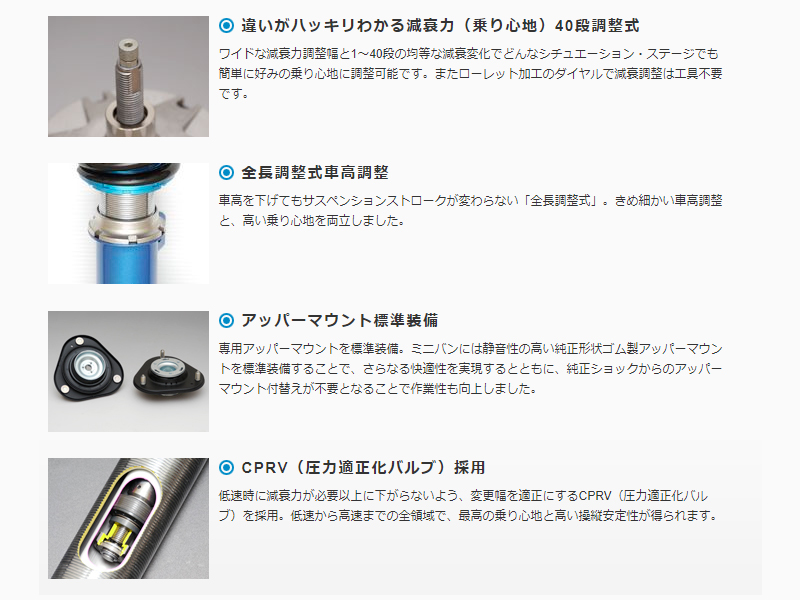 違いがハッキリわかる減衰力（乗り心地）40段調整式
ワイドな減衰力調整幅と1～40段の均等な減衰変化でどんなシチュエーション・ステージでも
簡単に好みの乗り心地に調整可能です。またローレット加工のダイヤルで減衰調整は工具不要
です。
全長調整式車高調整
車高を下げてもサスペンションストロークが変わらない「全長調整式」。きめ細かい車高調整
と、高い乗り心地を両立しました。
アッパーマウント標準装備
専用アッパーマウントを標準装備。ミニバンには静音性の高い純正形状ゴム製アッパーマウン
トを標準装備することで、さらなる快適性を実現するとともに、純正ショックからのアッパー
マウント付替えが不要となることで作業性も向上しました。
CPRV（圧力適正化バルブ）採用
低速時に減衰力が必要以上に下がらないよう、変更幅を適正にするCPRV（圧力適正化バル
ブ）を採用。低速から高速までの全領域で、最高の乗り心地と高い操縦安定性が得られます。